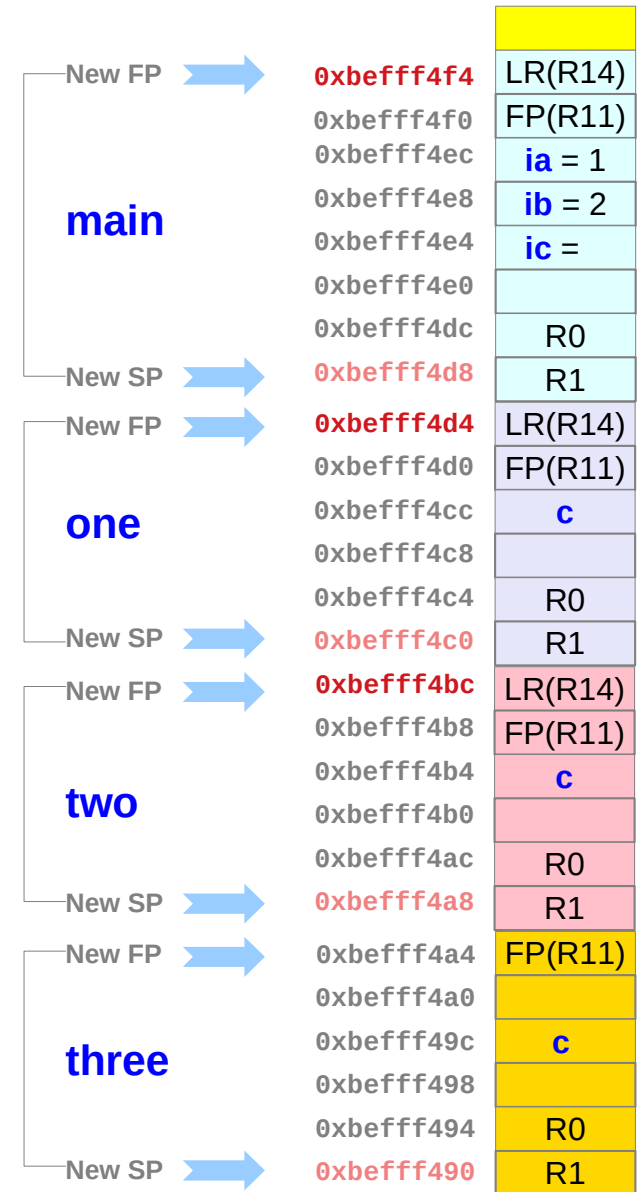 New FP 0xbefff4f4 LR(R14)
0xbefff4f0 FP(R11)
0xbefff4ec ia = 1
main 0xbefff4e8 ib = 2
0xbefff4e4 ic =
0xbefff4e0
0xbefff4dc R0
New SP 0xbefff4d8 R1
New FP 0xbefff4d4 LR(R14)
0xbefff4d0 FP(R11)
one 0xbefff4cc c
0xbefff4c8
0xbefff4c4 R0
New SP 0xbefff4c0 R1
New FP 0xbefff4bc LR(R14)
0xbefff4b8 FP(R11)
0xbefff4b4 c
two 0xbefff4b0
0xbefff4ac R0
New SP 0xbefff4a8 R1
New FP 0xbefff4a4 FP(R11)
0xbefff4a0
three 0xbefff49c c
0xbefff498
0xbefff494 R0
New SP 0xbefff490 R1